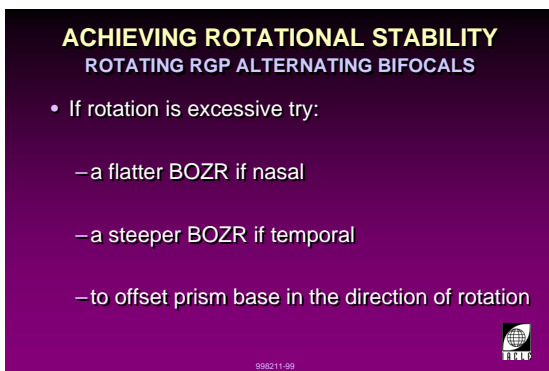 ACHIEVING ROTATIONAL STABILITY
ROTATING RGP ALTERNATING BIFOCALS
• If rotation is excessive try:
–a flatter BOZR if nasal
–a steeper BOZR if temporal
–to offset prism base in the direction of rotation
IACLE
998211-99